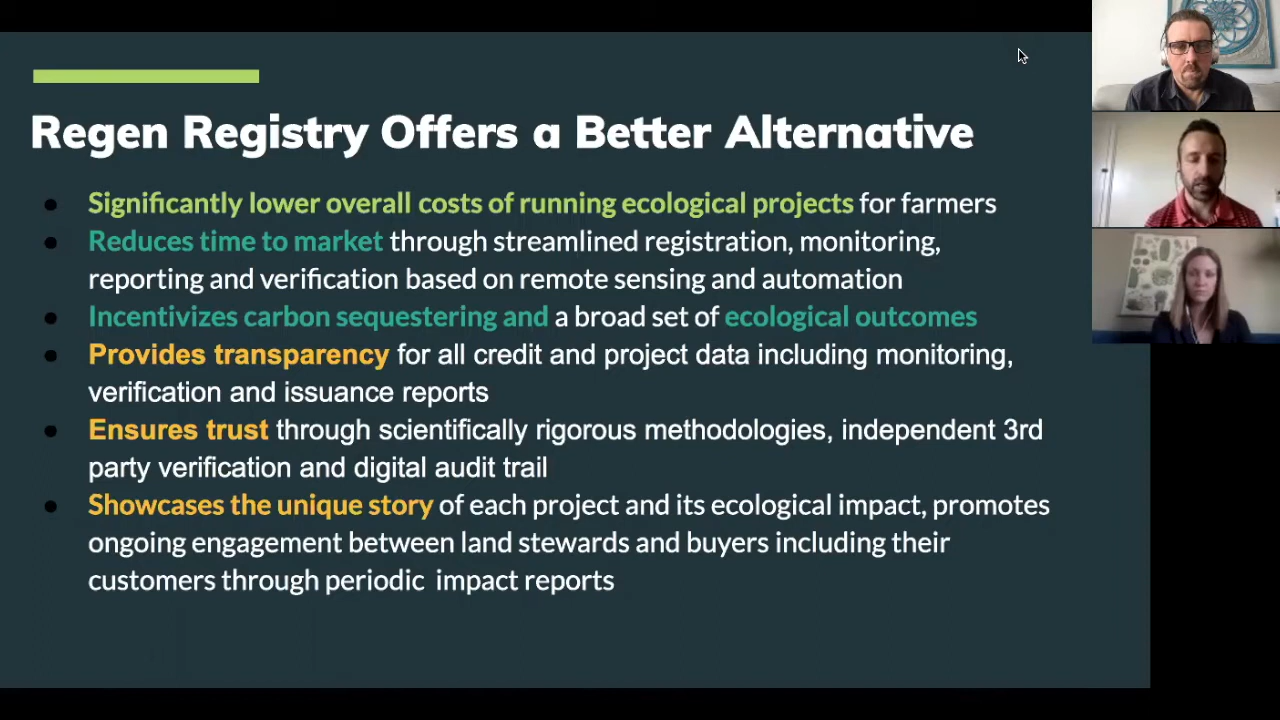 Regen Registry Offers a Better Alternative
● Significantly lower overall costs of running ecological projects for farmers
● Reduces time to market through streamlined registration, monitoring,
reporting and verification based on remote sensing and automation
● Incentivizes carbon sequestering and a broad set of ecological outcomes
● Provides transparency for all credit and project data including monitoring,
verification and issuance reports
● Ensures trust through scientifically rigorous methodologies, independent 3rd
party verification and digital audit trail
● Showcases the unique story of each project and its ecological impact, promotes
ongoing engagement between land stewards and buyers including their
customers through periodic impact reports